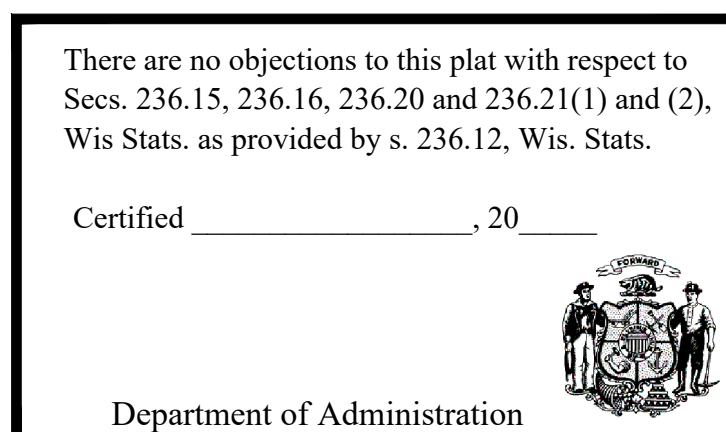 There are no objections to this plat with respect to
Secs. 236.15, 236.16, 236.20 and 236.21(1) and (2),
Wis Stats. as provided by s. 236.12, Wis. Stats.
Certified __________________, 20_____
FORWARD
Department of Administration